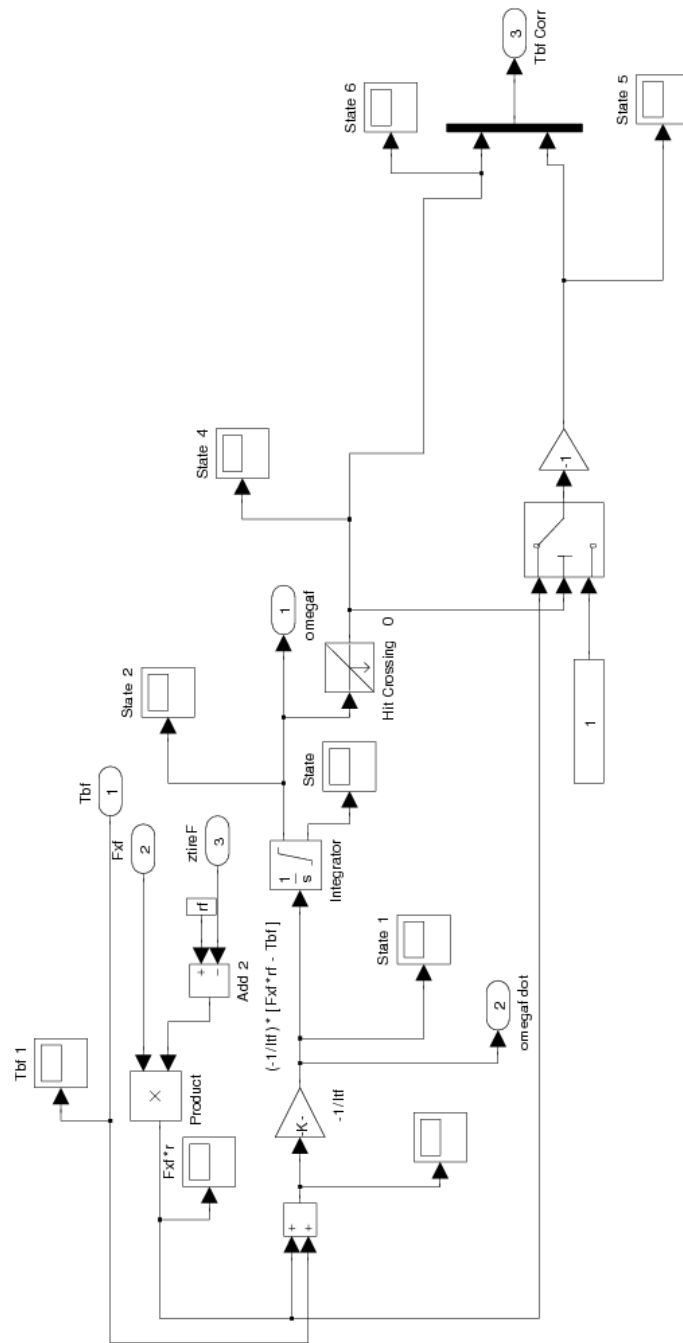 Tbf 1
Tbf
1
Fxf
2
ztireF
3
rf
+
−
Add 2
×
Product
Fxf*r
+
+
-K-
-1/Itf
(-1/Itf) * [Fxf*rf - Tbf]
State 1
2
omegaf dot
1
s
Integrator
State
State 2
1
omegaf
Hit Crossing 0
State 4
1
-1
State 6
3
Tbf Corr
State 5